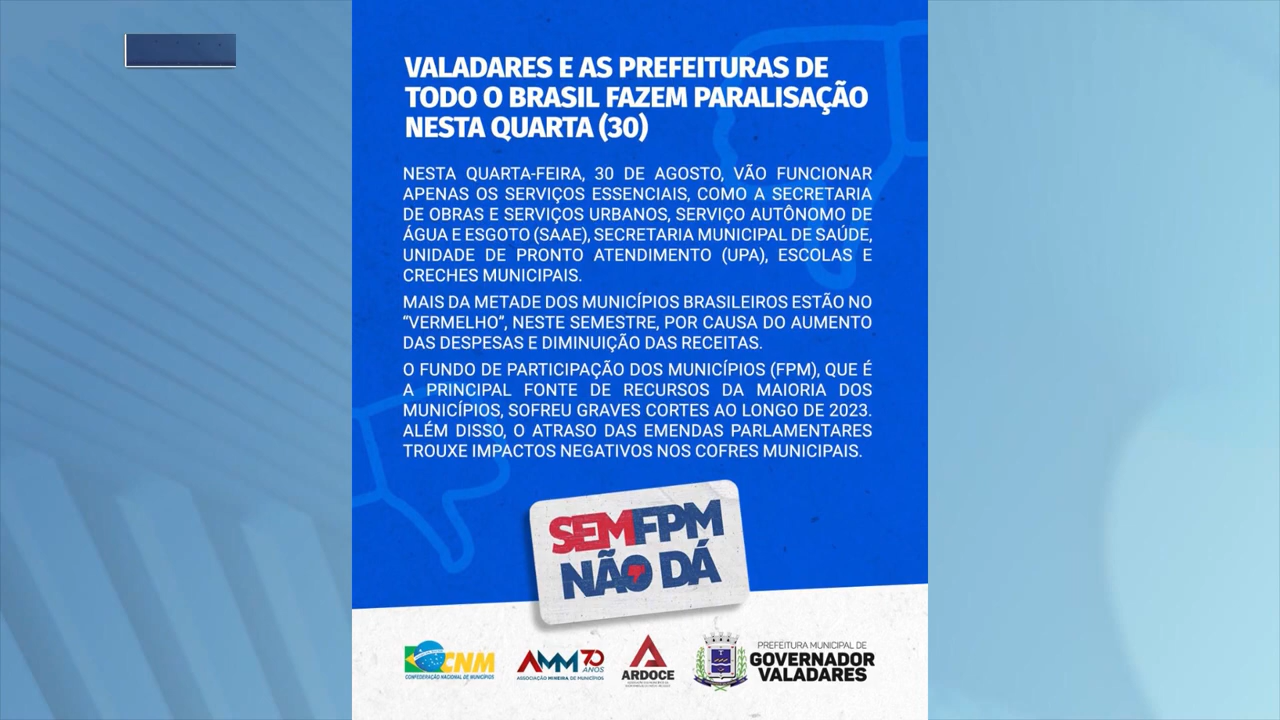 VALADARES E AS PREFEITURAS DE
TODO O BRASIL FAZEM PARALISAÇÃO
NESTA QUARTA (30)
NESTA QUARTA-FEIRA, 30 DE AGOSTO, VÃO FUNCIONAR
APENAS OS SERVIÇOS ESSENCIAIS, COMO A SECRETARIA
DE OBRAS E SERVIÇOS URBANOS, SERVIÇO AUTÔNOMO DE
ÁGUA E ESGOTO (SAAE), SECRETARIA MUNICIPAL DE SAÚDE,
UNIDADE DE PRONTO ATENDIMENTO (UPA), ESCOLAS E
CRECHES MUNICIPAIS.
MAIS DA METADE DOS MUNICÍPIOS BRASILEIROS ESTÃO NO
“VERMELHO”, NESTE SEMESTRE, POR CAUSA DO AUMENTO
DAS DESPESAS E DIMINUIÇÃO DAS RECEITAS.
O FUNDO DE PARTICIPAÇÃO DOS MUNICÍPIOS (FPM), QUE É
A PRINCIPAL FONTE DE RECURSOS DA MAIORIA DOS
MUNICÍPIOS, SOFREU GRAVES CORTES AO LONGO DE 2023.
ALÉM DISSO, O ATRASO DAS EMENDAS PARLAMENTARES
TROUXE IMPACTOS NEGATIVOS NOS COFRES MUNICIPAIS.
SEM FPM
NÃO DÁ
CNM
CONFEDERAÇÃO NACIONAL DE MUNICÍPIOS
AMM 70
ANOS
ASSOCIAÇÃO MINEIRA DE MUNICÍPIOS
ARDOCE
PREFEITURA MUNICIPAL DE
GOVERNADOR
VALADARES